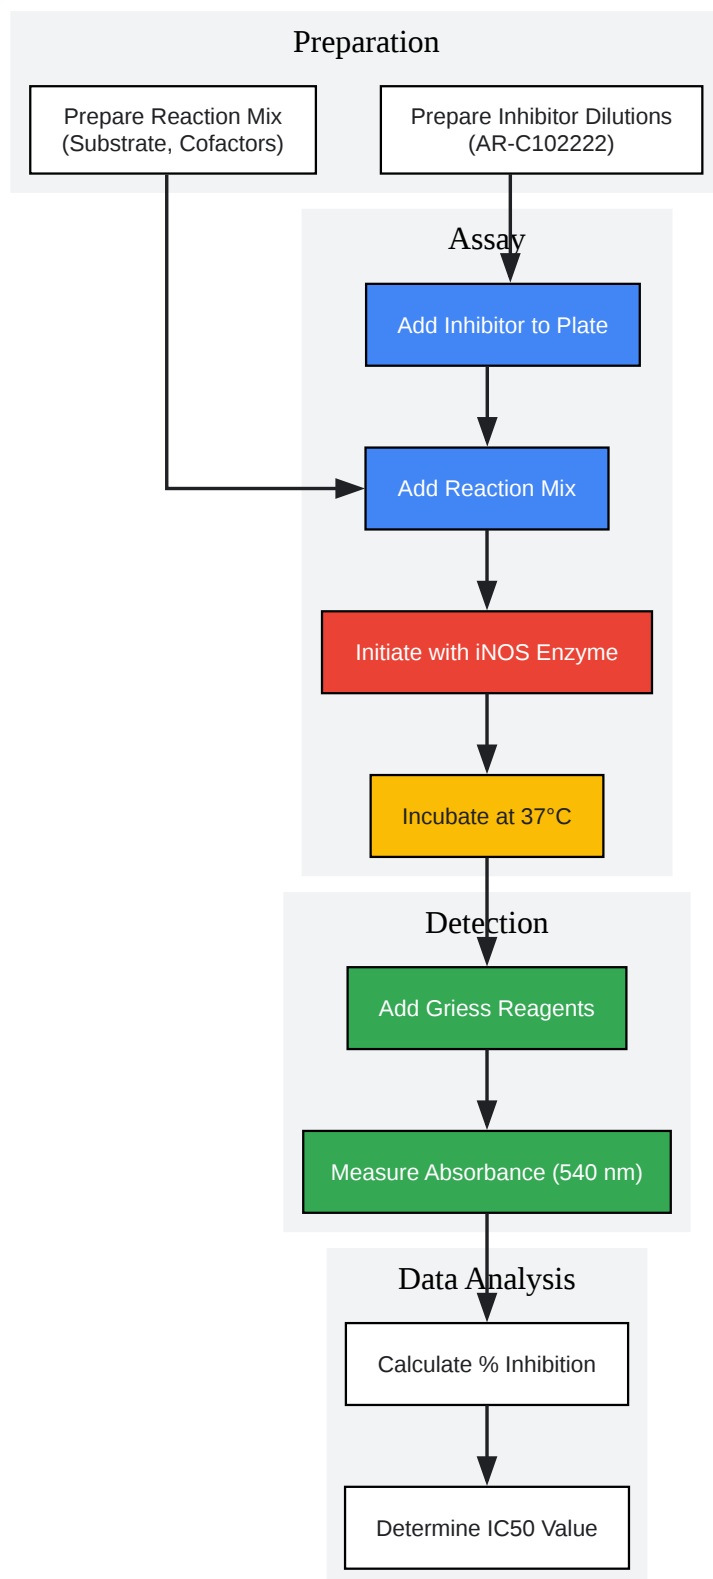 Preparation
Prepare Reaction Mix
(Substrate, Cofactors)
Prepare Inhibitor Dilutions
(AR-C102222)
Assay
Add Inhibitor to Plate
Add Reaction Mix
Initiate with iNOS Enzyme
Incubate at 37°C
Detection
Add Griess Reagents
Measure Absorbance (540 nm)
Data Analysis
Calculate % Inhibition
Determine IC50 Value